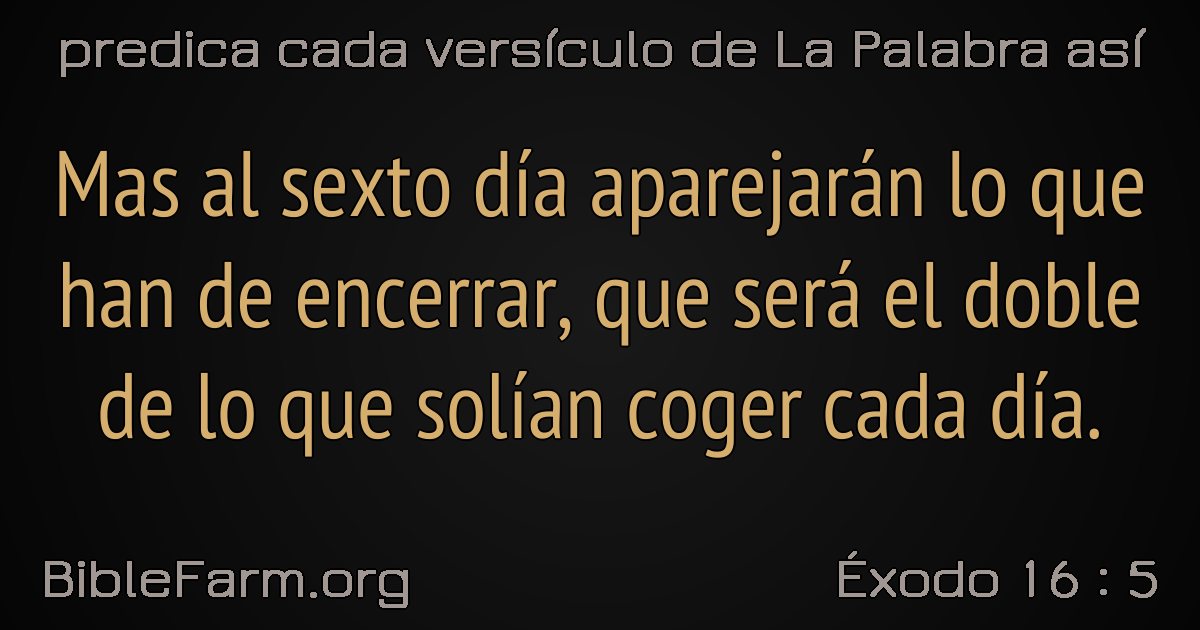 predica cada versículo de La Palabra así
Mas al sexto día aparejarán lo que
han de encerrar, que será el doble
de lo que solían coger cada día.
BibleFarm.org
Éxodo 16 : 5